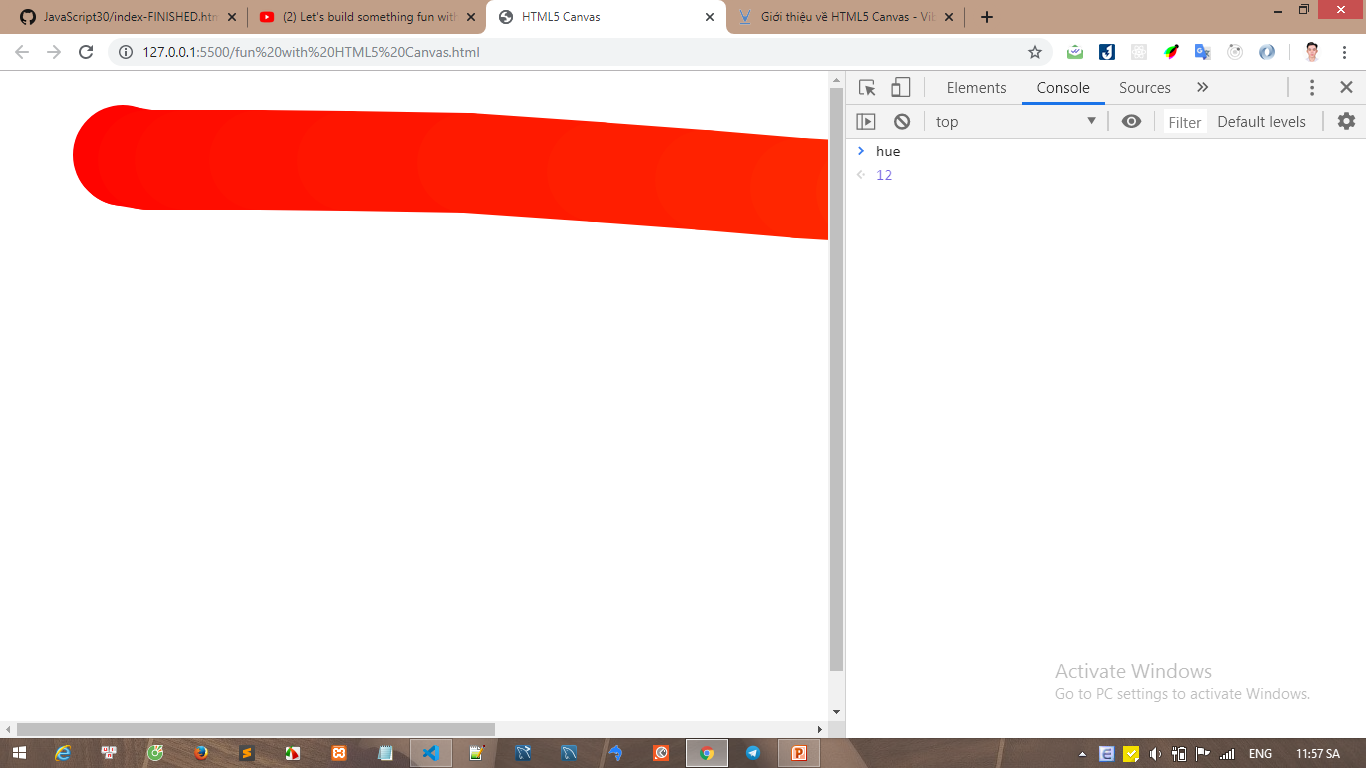 JavaScript30/index-FINISHED.htm
(2) Let's build something fun with
HTML5 Canvas
Giới thiệu về HTML5 Canvas - Vib
127.0.0.1:5500/fun%20with%20HTML5%20Canvas.html
Elements
Console
Sources
top
Filter
Default levels
hue
12
Activate Windows
Go to PC settings to activate Windows.
ENG
11:57 SA